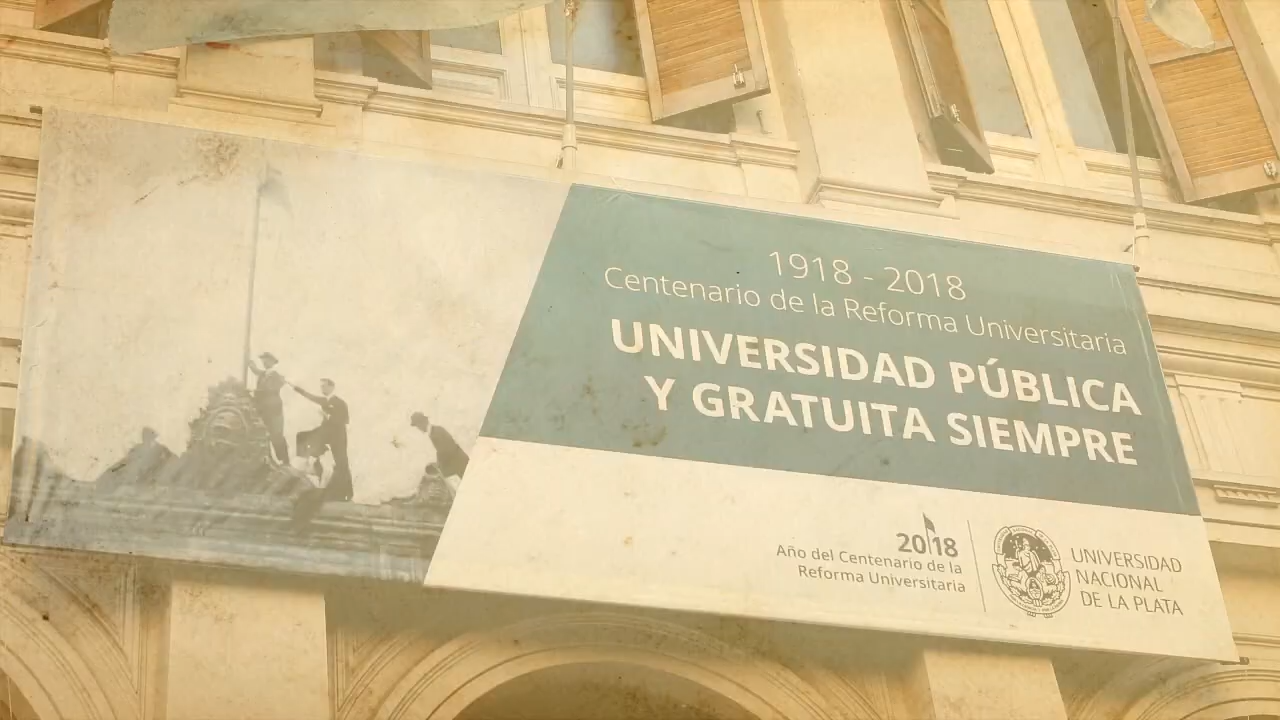 1918 - 2018
Centenario de la Reforma Universitaria
UNIVERSIDAD PÚBLICA
Y GRATUITA SIEMPRE
2018
Año del Centenario de la
Reforma Universitaria
UNIVERSIDAD
NACIONAL
DE LA PLATA